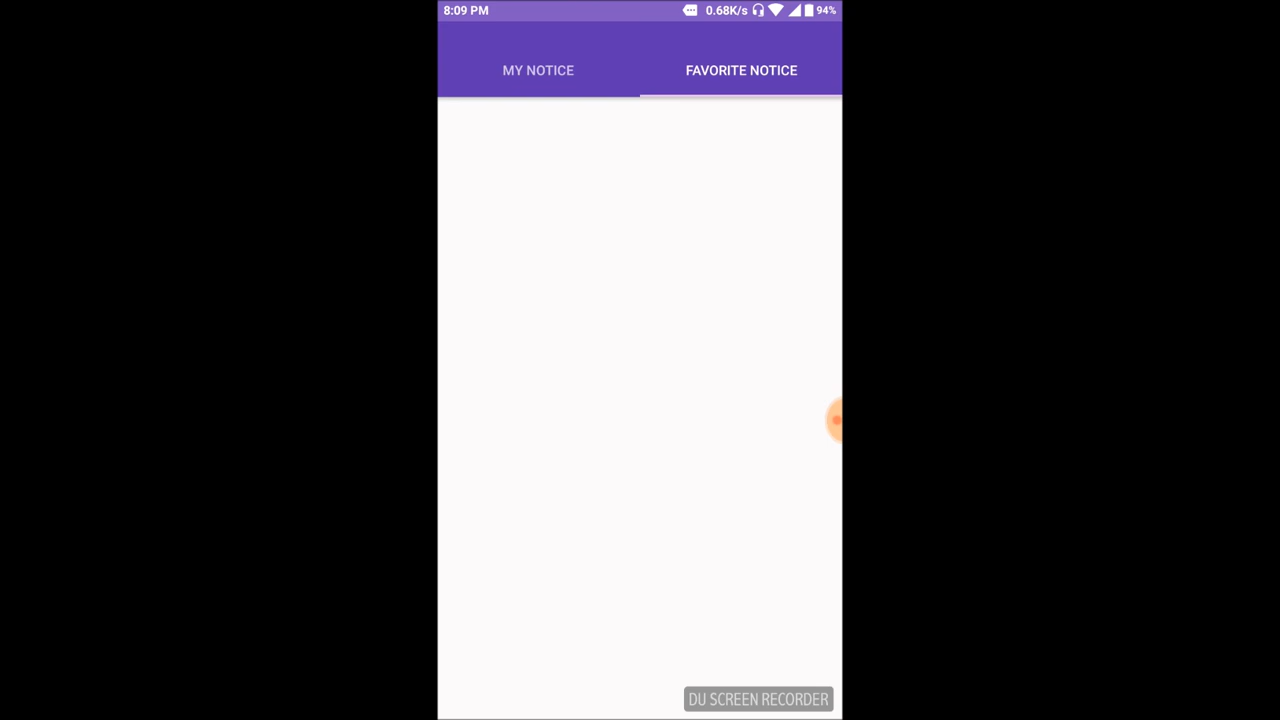 8:09 PM 0.68K/s 94%
MY NOTICE FAVORITE NOTICE
DU SCREEN RECORDER